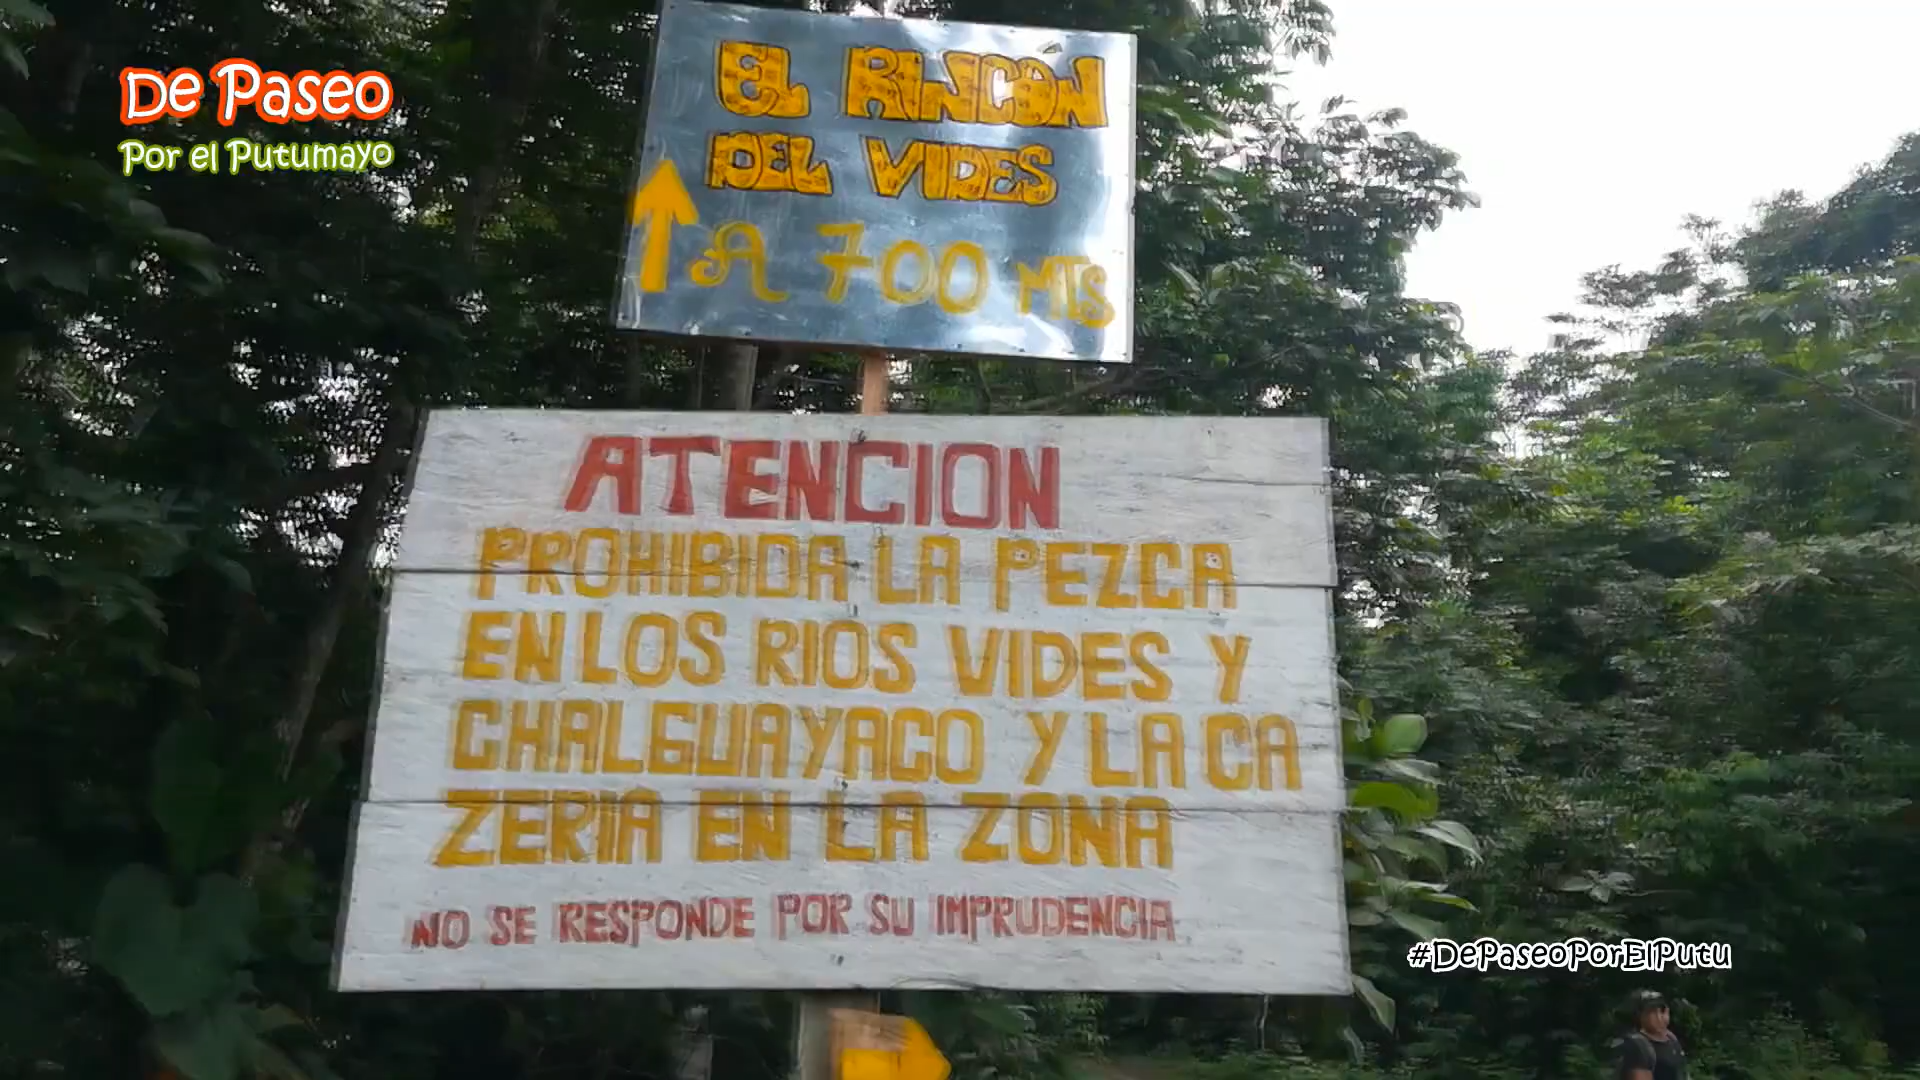 De Paseo
Por el Putumayo
EL RINCÓN
DEL VIDES
A 700 MTS
ATENCION
PROHIBIDA LA PEZCA
EN LOS RIOS VIDES Y
CHALGUAYACO Y LA CA
ZERIA EN LA ZONA
NO SE RESPONDE POR SU IMPRUDENCIA
#DePaseoPorElPutu